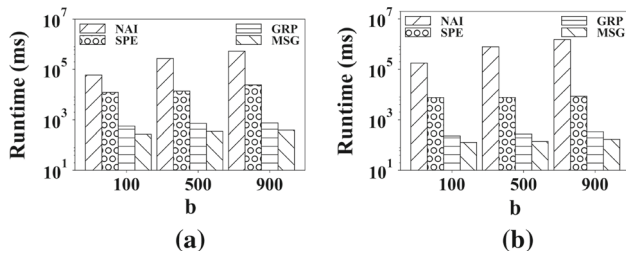 10^7
10^5
10^3
10^1
Runtime (ms)
NAI
SPE
GRP
MSG
100 500 900
b
(a)
10^7
10^5
10^3
10^1
Runtime (ms)
NAI
SPE
GRP
MSG
100 500 900
b
(b)